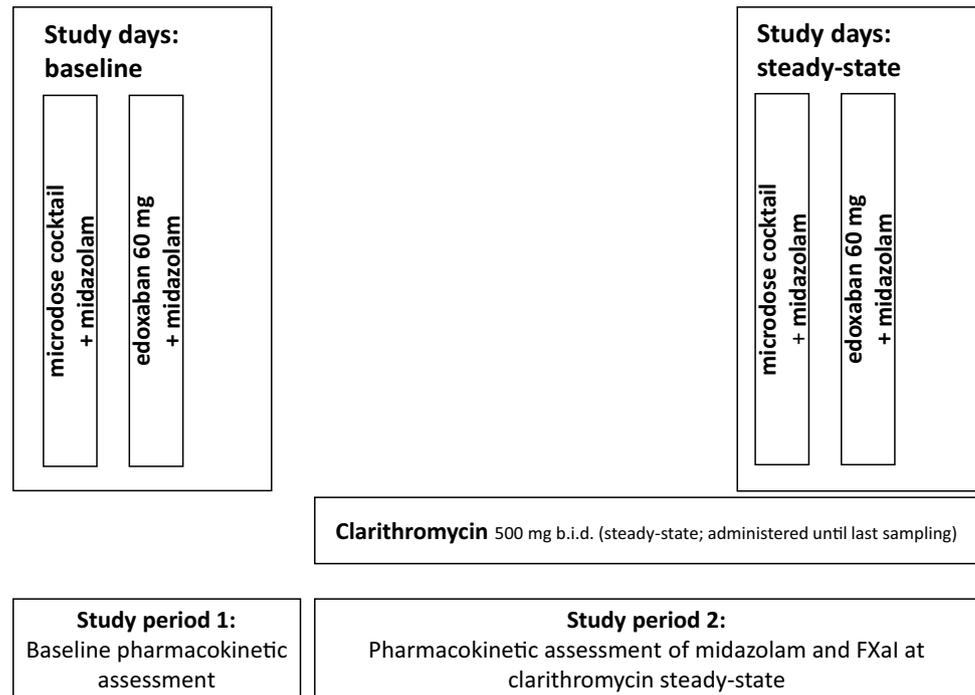 Study days:
baseline
microdose cocktail
+ midazolam
edoxaban 60 mg
+ midazolam
Study days:
steady-state
microdose cocktail
+ midazolam
edoxaban 60 mg
+ midazolam
Clarithromycin 500 mg b.i.d. (steady-state; administered until last sampling)
Study period 1:
Baseline pharmacokinetic
assessment
Study period 2:
Pharmacokinetic assessment of midazolam and FXaI at
clarithromycin steady-state